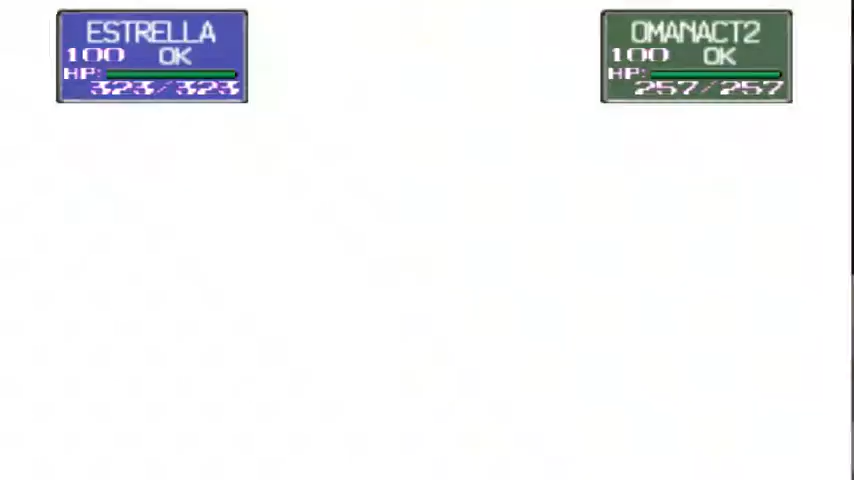 ESTRELLA
100 OK
HP:
323/323
OMANACT2
100 OK
HP:
257/257